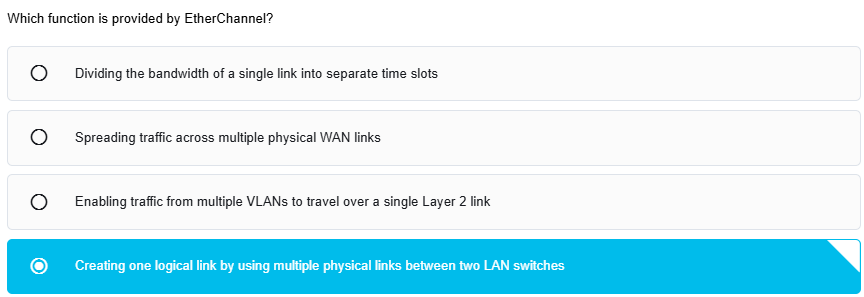 Which function is provided by EtherChannel?
Dividing the bandwidth of a single link into separate time slots
Spreading traffic across multiple physical WAN links
Enabling traffic from multiple VLANs to travel over a single Layer 2 link
Creating one logical link by using multiple physical links between two LAN switches